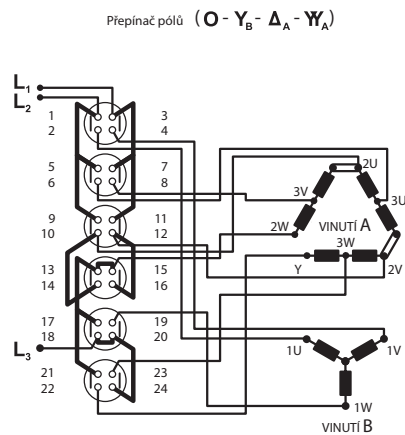 Přepínač pólů (O - Y_B - Δ_A - YY_A)
L1
L2
1 3
2 4
5 7
6 8
9 11
10 12
13 15
14 16
17 19
18 20
L3
21 23
22 24
2U
3V
3U
2W
VINUTÍ A
3W
Y
2V
1U
1V
1W
VINUTÍ B